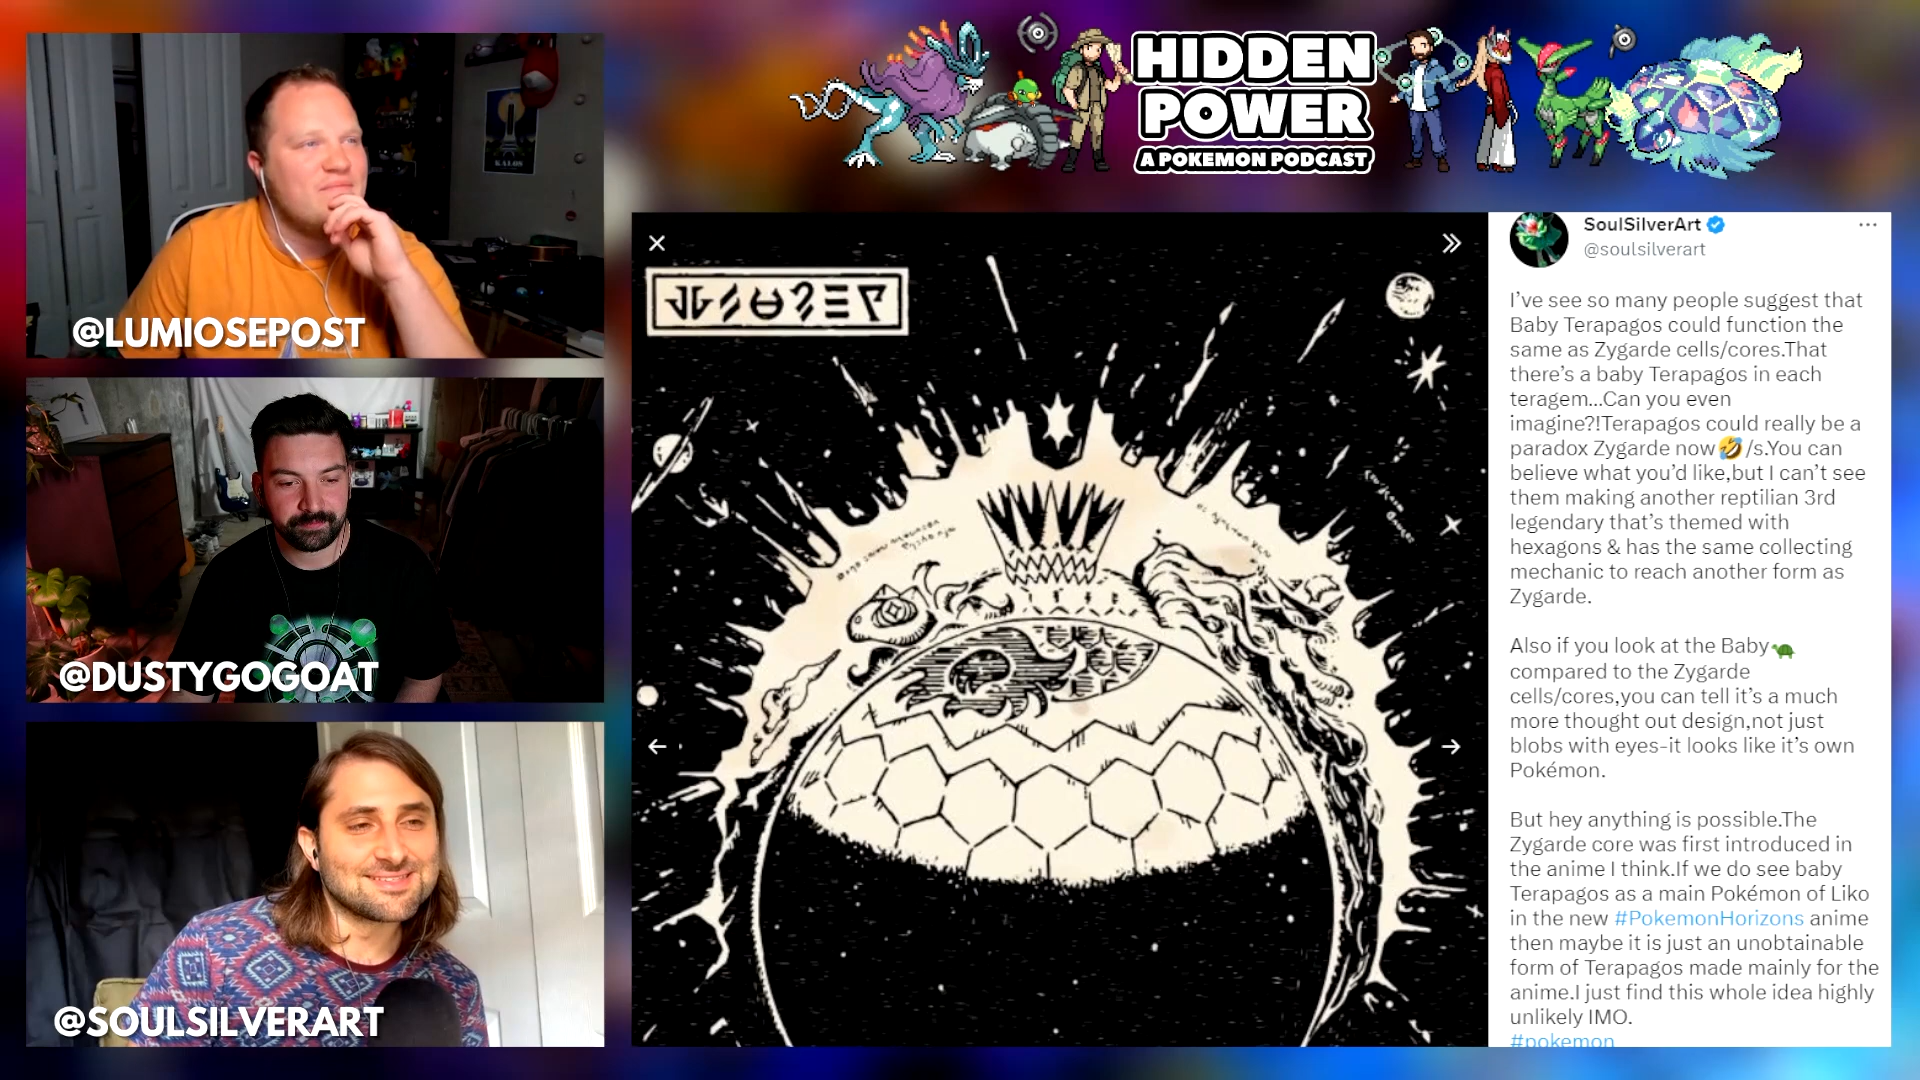 HIDDEN
POWER
A POKEMON PODCAST
KALOS
@LUMIOSEPOST
@DUSTYGOGOAT
@SOULSILVERART
SoulSilverArt
@soulsilverart
I've see so many people suggest that
Baby Terapagos could function the
same as Zygarde cells/cores.That
there's a baby Terapagos in each
teragem...Can you even
imagine?!Terapagos could really be a
paradox Zygarde now🤣/s.You can
believe what you'd like,but I can't see
them making another reptilian 3rd
legendary that's themed with
hexagons & has the same collecting
mechanic to reach another form as
Zygarde.
Also if you look at the Baby🐢
compared to the Zygarde
cells/cores,you can tell it's a much
more thought out design,not just
blobs with eyes-it looks like it's own
Pokémon.
But hey anything is possible.The
Zygarde core was first introduced in
the anime I think.If we do see baby
Terapagos as a main Pokémon of Liko
in the new #PokemonHorizons anime
then maybe it is just an unobtainable
form of Terapagos made mainly for the
anime.I just find this whole idea highly
unlikely IMO.
#pokemon